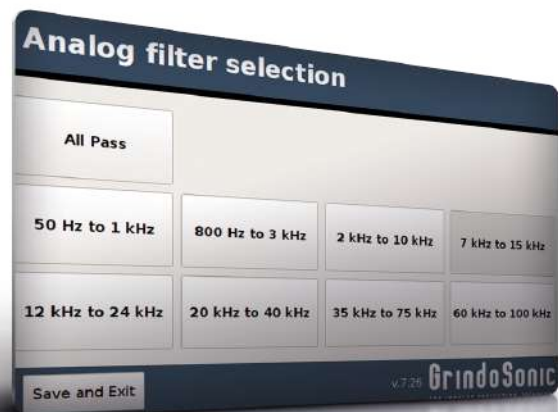 Analog filter selection
All Pass
50 Hz to 1 kHz
800 Hz to 3 kHz
2 kHz to 10 kHz
7 kHz to 15 kHz
12 kHz to 24 kHz
20 kHz to 40 kHz
35 kHz to 75 kHz
60 kHz to 100 kHz
Save and Exit
v.7.26
GrindoSonic